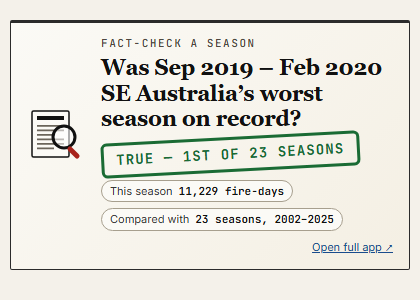 FACT-CHECK A SEASON
Was Sep 2019 – Feb 2020
SE Australia’s worst
season on record?
TRUE — 1ST OF 23 SEASONS
This season 11,229 fire-days
Compared with 23 seasons, 2002–2025
Open full app ↗